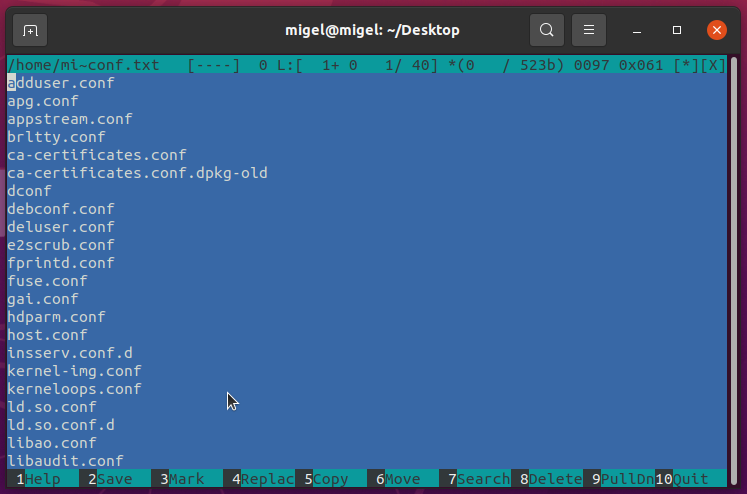 migel@migel: ~/Desktop
/home/mi~conf.txt   [----]  0 L:[  1+ 0   1/ 40] *(0   / 523b) 0097 0x061 [*][X]
adduser.conf
apg.conf
appstream.conf
brltty.conf
ca-certificates.conf
ca-certificates.conf.dpkg-old
dconf
debconf.conf
deluser.conf
e2scrub.conf
fprintd.conf
fuse.conf
gai.conf
hdparm.conf
host.conf
insserv.conf.d
kernel-img.conf
kerneloops.conf
ld.so.conf
ld.so.conf.d
libao.conf
libaudit.conf
1Help  2Save  3Mark  4Replac 5Copy  6Move  7Search 8Delete 9PullDn 10Quit